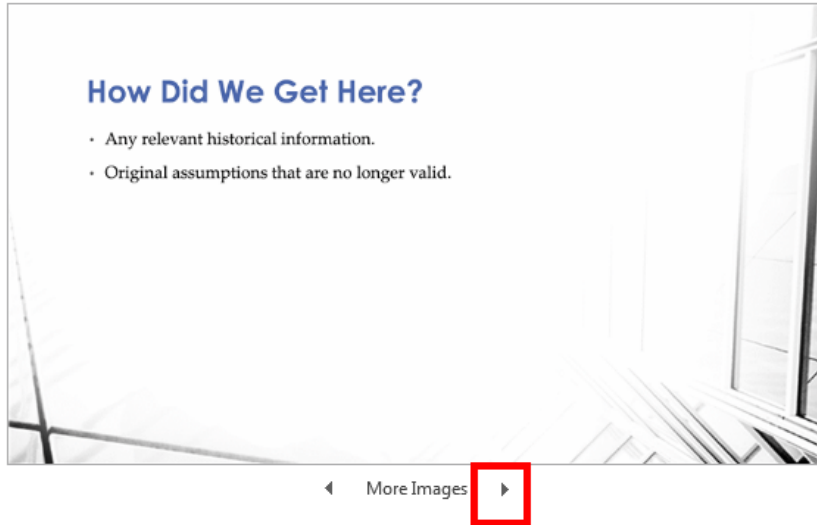 How Did We Get Here?
• Any relevant historical information.
• Original assumptions that are no longer valid.
More Images